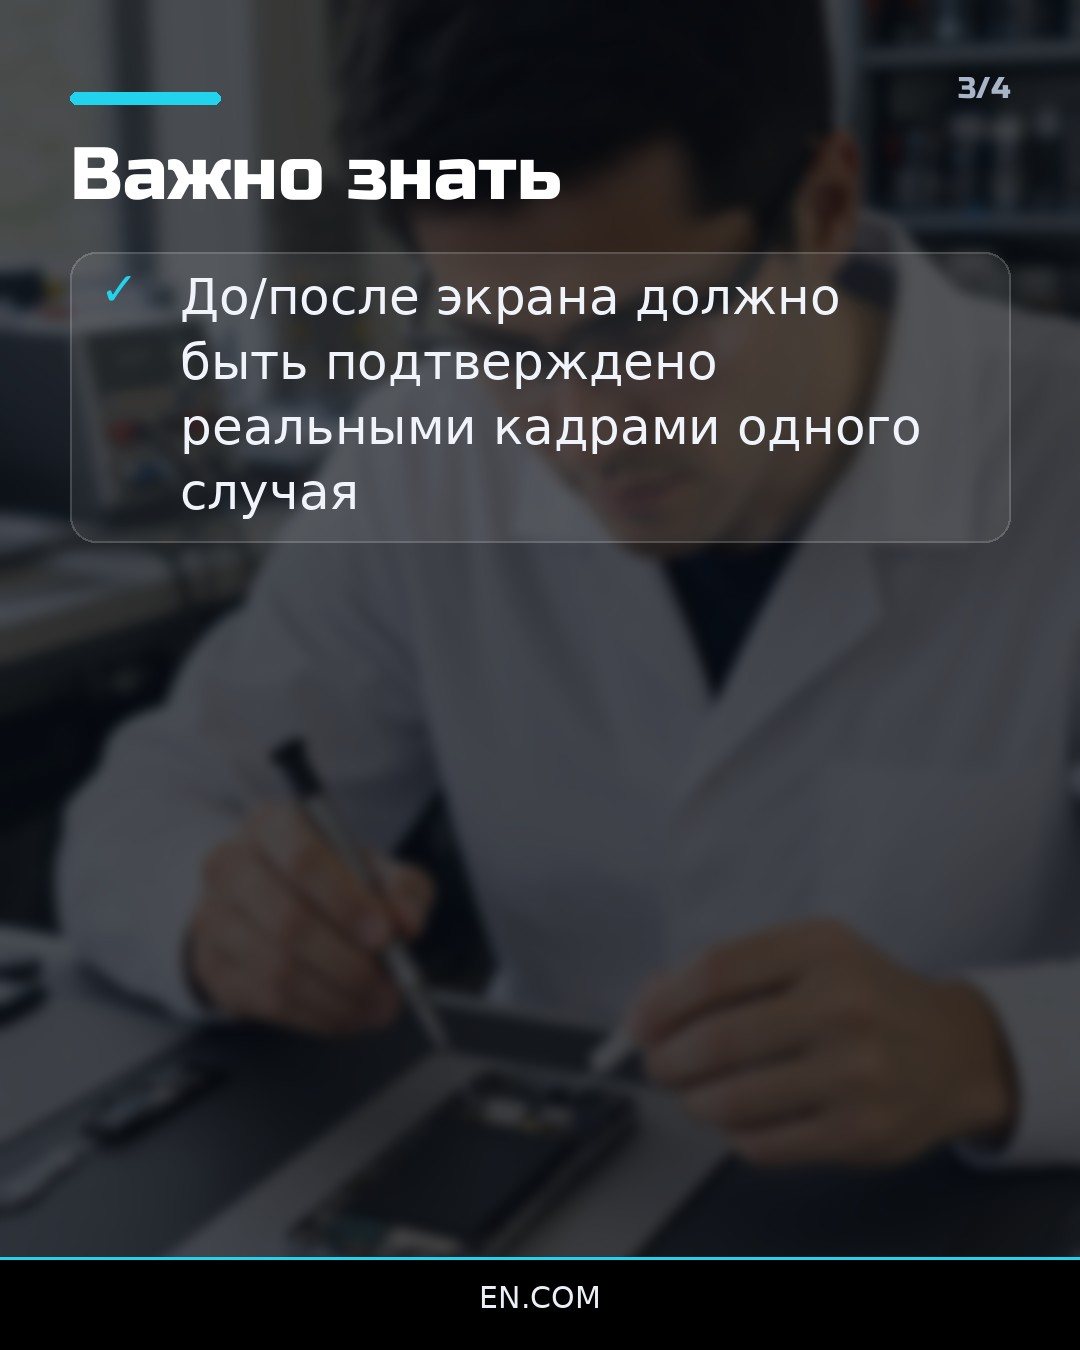 3/4
Важно знать
✓ До/после экрана должно
быть подтверждено
реальными кадрами одного
случая
EN.COM